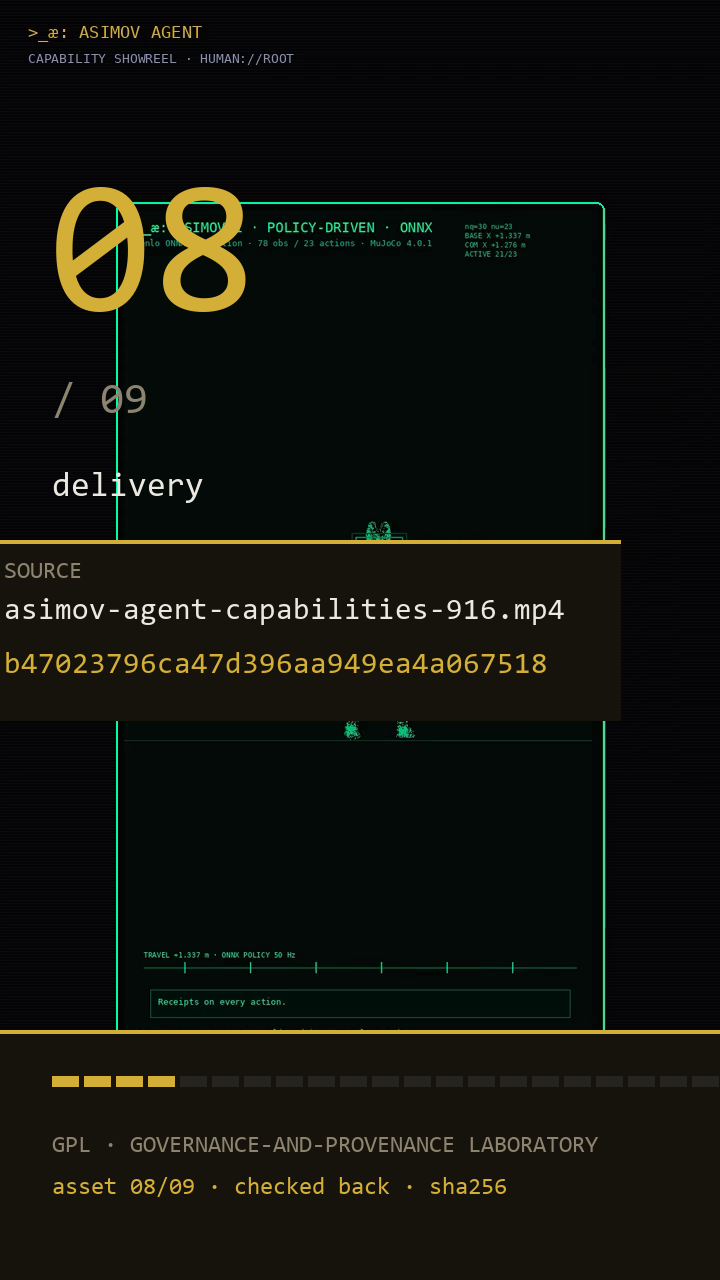 >_æ: ASIMOV AGENT
CAPABILITY SHOWREEL · HUMAN://ROOT
08
· POLICY-DRIVEN · ONNX
· 78 obs / 23 actions · MuJoCo 4.0.1
nq=30 nu=23
BASE X +1.337 m
COM X +1.276 m
ACTIVE 21/23
/ 09
delivery
SOURCE
asimov-agent-capabilities-916.mp4
b47023796ca47d396aa949ea4a067518
TRAVEL +1.337 m · ONNX POLICY 50 Hz
Receipts on every action.
GPL · GOVERNANCE-AND-PROVENANCE LABORATORY
asset 08/09 · checked back · sha256